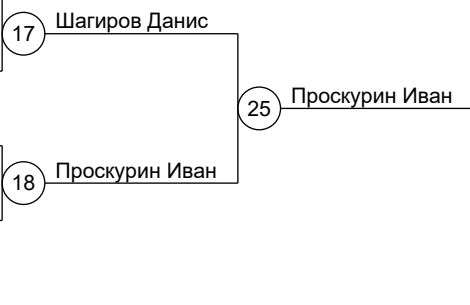 17 Шагиров Данис
25 Проскурин Иван
18 Проскурин Иван